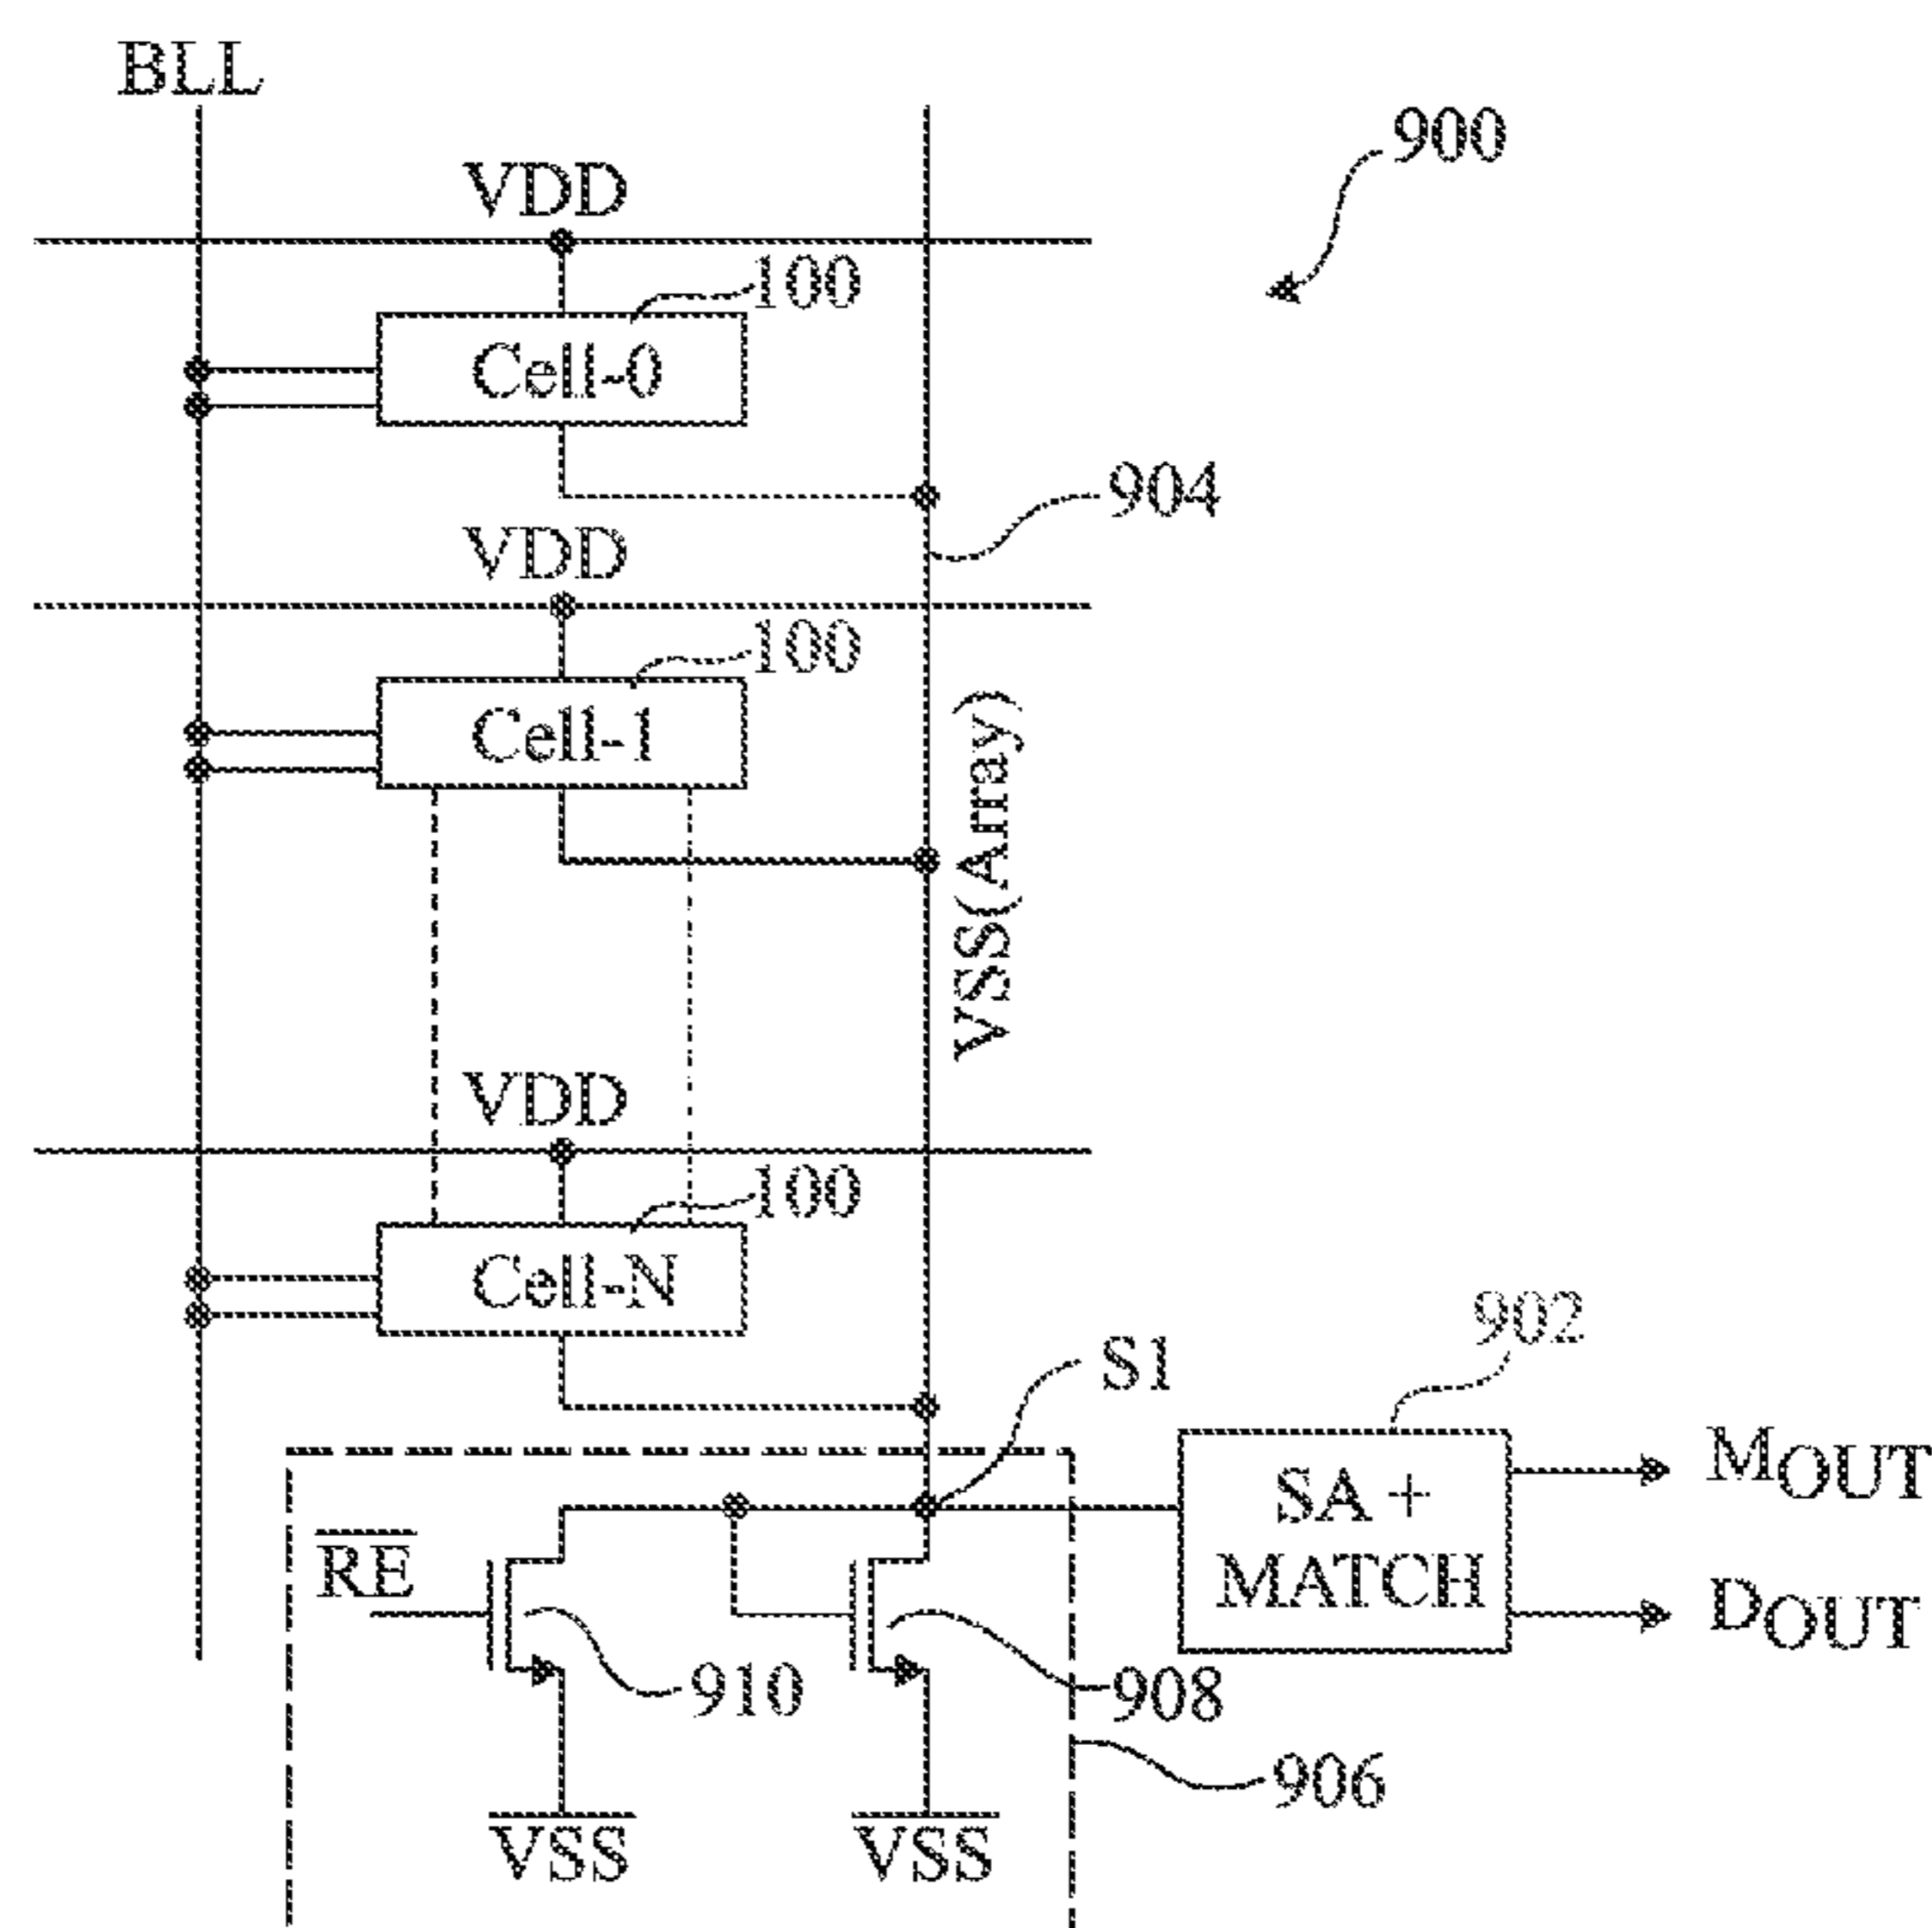 BLL
900
VDD
100
Cell-0
904
VDD
100
Cell-1
VSS(Array)
VDD
100
Cell-N
902
S1
SA +
MATCH
MOUT
DOUT
RE
910
908
906
VSS
VSS